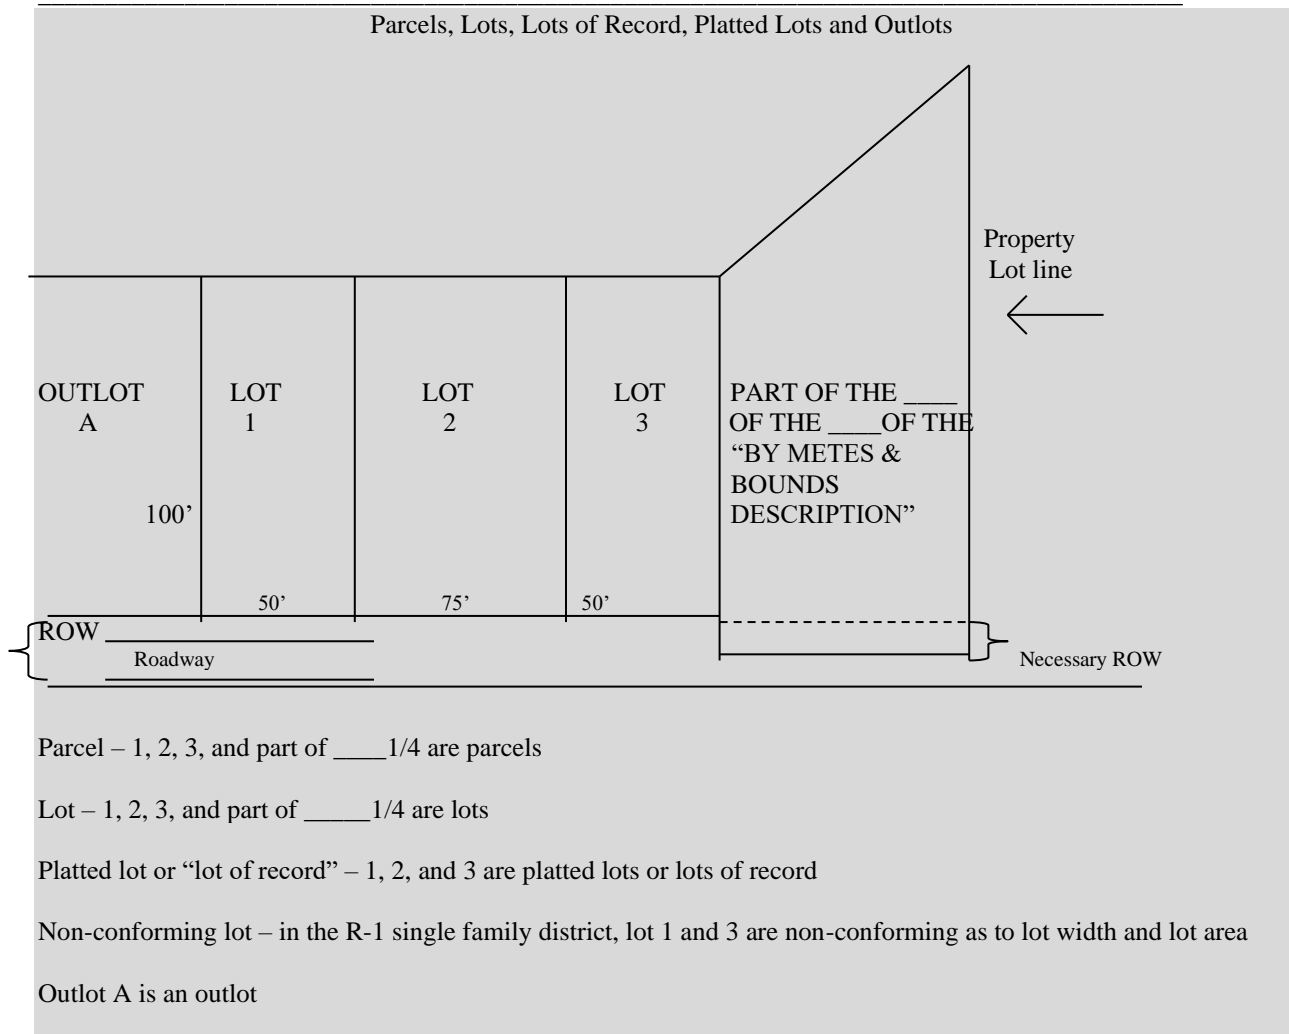 Parcels, Lots, Lots of Record, Platted Lots and Outlots
Property
Lot line
OUTLOT
A
LOT
1
LOT
2
LOT
3
PART OF THE ____
OF THE ____OF THE
“BY METES &
BOUNDS
DESCRIPTION”
100’
50’
75’
50’
ROW
Roadway
Necessary ROW
Parcel – 1, 2, 3, and part of ____1/4 are parcels
Lot – 1, 2, 3, and part of _____1/4 are lots
Platted lot or “lot of record” – 1, 2, and 3 are platted lots or lots of record
Non-conforming lot – in the R-1 single family district, lot 1 and 3 are non-conforming as to lot width and lot area
Outlot A is an outlot